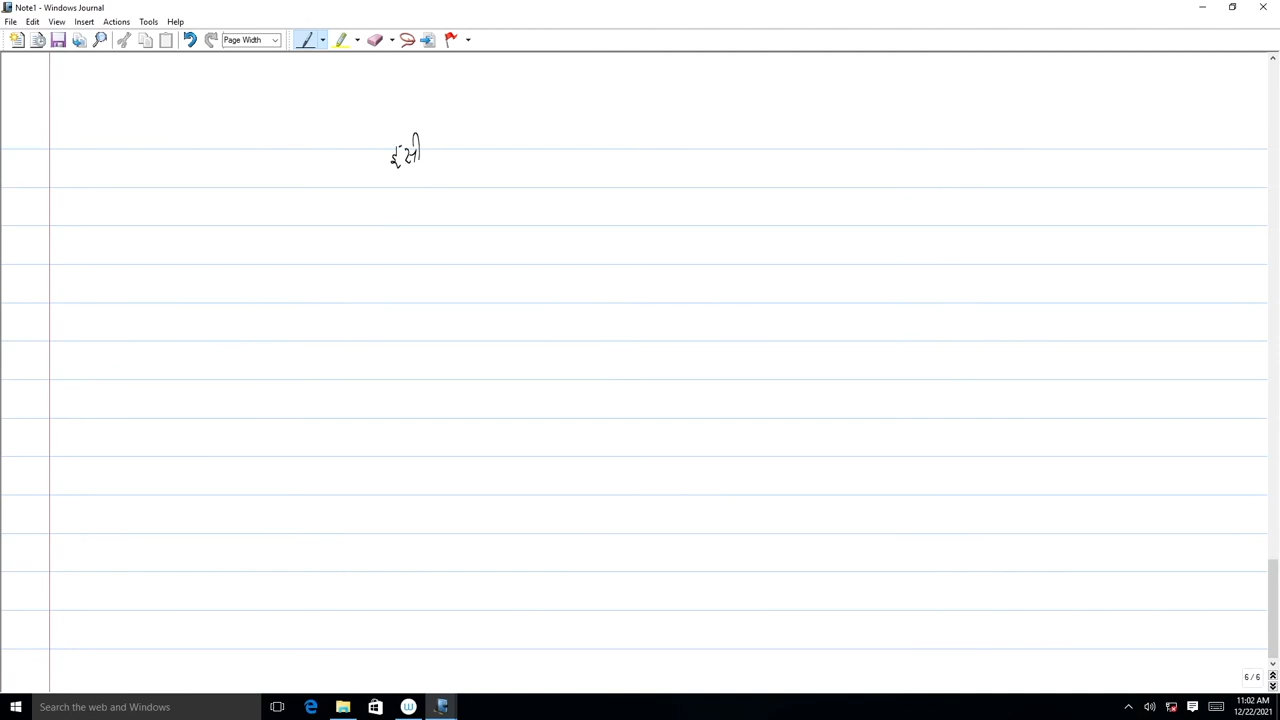 Note1 - Windows Journal
File Edit View Insert Actions Tools Help
Page Width
इसी
6 / 6
Search the web and Windows
11:02 AM
12/22/2021